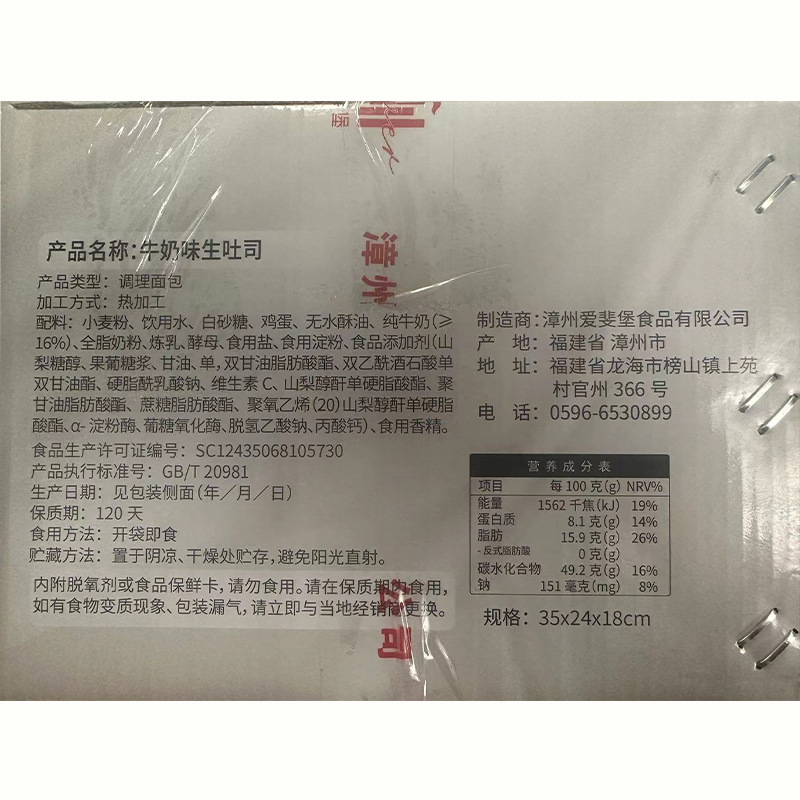 堡
漳州
产品名称：牛奶味生吐司
产品类型：调理面包
加工方式：热加工
配料：小麦粉、饮用水、白砂糖、鸡蛋、无水酥油、纯牛奶(≥
16%)、全脂奶粉、炼乳、酵母、食用盐、食用淀粉、食品添加剂(山
梨糖醇、果葡糖浆、甘油、单，双甘油脂肪酸酯、双乙酰酒石酸单
双甘油酯、硬脂酰乳酸钠、维生素C、山梨醇酐单硬脂酸酯、聚
甘油脂肪酸酯、蔗糖脂肪酸酯、聚氧乙烯(20)山梨醇酐单硬脂
酸酯、α-淀粉酶、葡糖氧化酶、脱氢乙酸钠、丙酸钙)、食用香精。
食品生产许可证编号：SC12435068105730
产品执行标准号：GB/T 20981
生产日期：见包装侧面(年／月／日)
保质期：120 天
食用方法：开袋即食
贮藏方法：置于阴凉、干燥处贮存，避免阳光直射。
内附脱氧剂或食品保鲜卡，请勿食用。请在保质期内食用，
如有食物变质现象、包装漏气，请立即与当地经销商更换。
公司
制造商：漳州爱斐堡食品有限公司
产 地：福建省 漳州市
地 址：福建省龙海市榜山镇上苑
村官州 366 号
电 话：0596-6530899
营养成分表
项目 每 100 克(g) NRV%
能量 1562 千焦(kJ) 19%
蛋白质 8.1 克(g) 14%
脂肪 15.9 克(g) 26%
- 反式脂肪酸 0 克(g)
碳水化合物 49.2 克(g) 16%
钠 151 毫克(mg) 8%
规格：35x24x18cm